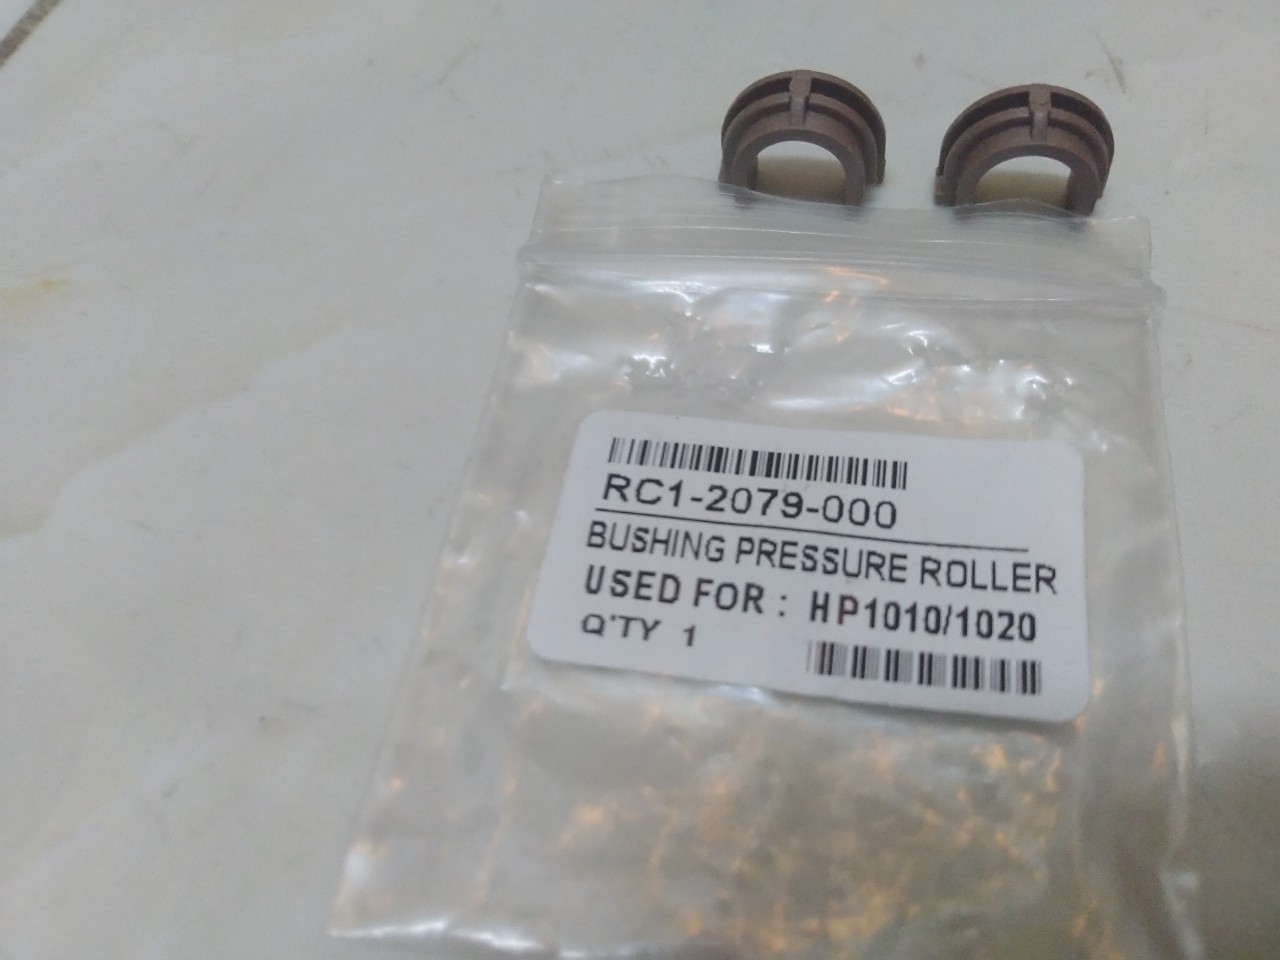 RC1-2079-000
BUSHING PRESSURE ROLLER
USED FOR : HP1010/1020
Q'TY 1